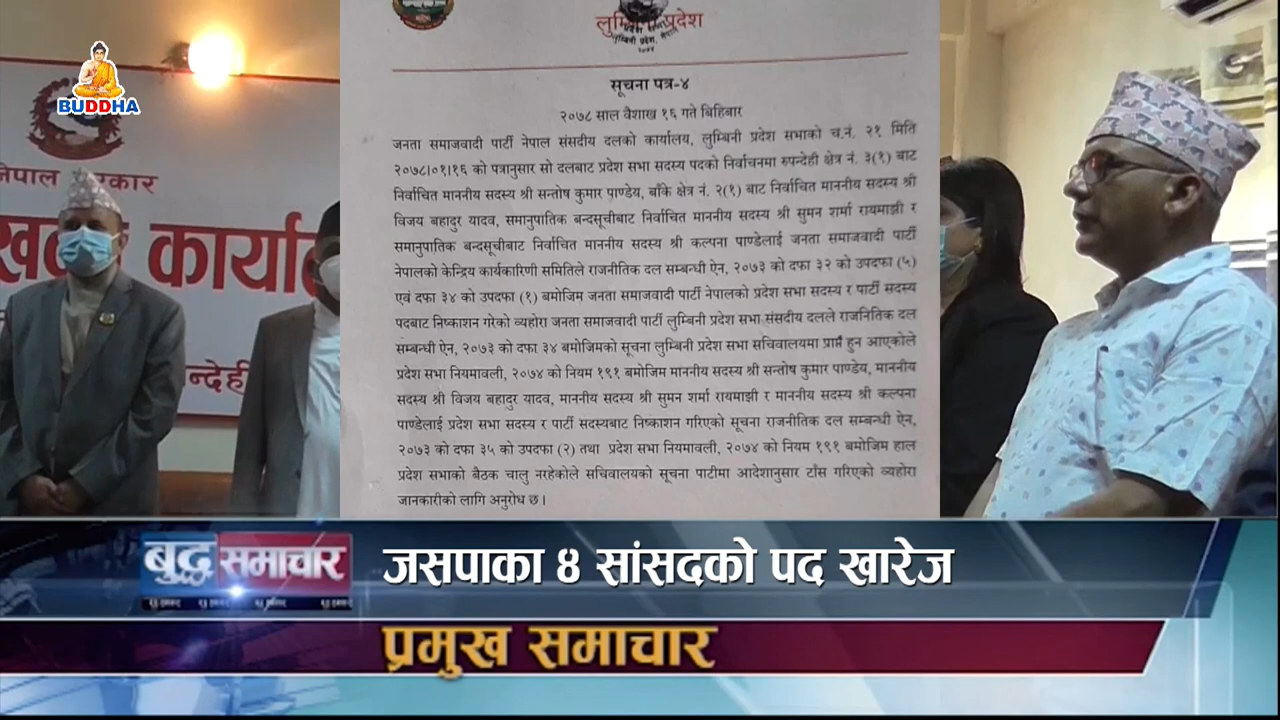 BUDDHA
नेपाल सरकार
कार्या
न्देही
लुम्बिनी प्रदेश
सूचना पत्र-४
२०७८ साल वैशाख १६ गते बिहिबार
जनता समाजवादी पार्टी नेपाल संसदीय दलको कार्यालय, लुम्बिनी प्रदेश सभाको च.नं. २१ मिति
२०७८।०१।१६ को पत्रानुसार सो दलबाट प्रदेश सभा सदस्य पदको निर्वाचनमा रुपन्देही क्षेत्र नं. ३(१) बाट
निर्वाचित माननीय सदस्य श्री सन्तोष कुमार पाण्डेय, बाँके क्षेत्र नं. २(१) बाट निर्वाचित माननीय सदस्य श्री
विजय बहादुर यादव, समानुपातिक बन्दसूचीबाट निर्वाचित माननीय सदस्य श्री सुमन शर्मा रायमाझी र
समानुपातिक बन्दसूचीबाट निर्वाचित माननीय सदस्य श्री कल्पना पाण्डेलाई जनता समाजवादी पार्टी
नेपालको केन्द्रिय कार्यकारिणी समितिले राजनीतिक दल सम्बन्धी ऐन, २०७३ को दफा ३२ को उपदफा (५)
एवं दफा ३४ को उपदफा (१) बमोजिम जनता समाजवादी पार्टी नेपालको प्रदेश सभा सदस्य र पार्टी सदस्य
पदबाट निष्काशन गरेको व्यहोरा जनता समाजवादी पार्टी लुम्बिनी प्रदेश सभा संसदीय दलले राजनितिक दल
सम्बन्धी ऐन, २०७३ को दफा ३४ बमोजिमको सूचना लुम्बिनी प्रदेश सभा सचिवालयमा प्राप्त हुन आएकोले
प्रदेश सभा नियमावली, २०७४ को नियम १९१ बमोजिम माननीय सदस्य श्री सन्तोष कुमार पाण्डेय, माननीय
सदस्य श्री विजय बहादुर यादव, माननीय सदस्य श्री सुमन शर्मा रायमाझी र माननीय सदस्य श्री कल्पना
पाण्डेलाई प्रदेश सभा सदस्य र पार्टी सदस्यबाट निष्काशन गरिएको सूचना राजनीतिक दल सम्बन्धी ऐन,
२०७३ को दफा ३५ को उपदफा (२) तथा प्रदेश सभा नियमावली, २०७४ को नियम १९१ बमोजिम हाल
प्रदेश सभाको बैठक चालु नरहेकोले सचिवालयको सूचना पाटीमा आदेशानुसार टाँस गरिएको व्यहोरा
जानकारीको लागि अनुरोध छ।
बुद्ध समाचार
जसपाका ४ सांसदको पद खारेज
प्रमुख समाचार